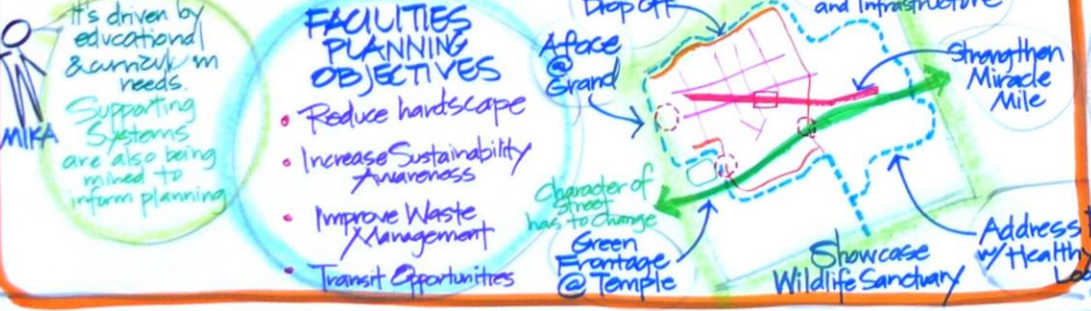 It's driven by
educational
& curriculum
needs.
Supporting
Systems
are also being
mined to
inform planning
MIKA
FACILITIES
PLANNING
OBJECTIVES
• Reduce hardscape
• Increase Sustainability
Awareness
• Improve Waste
Management
• Transit Opportunities
Drop Off
A face
@
Grand
Character of
Street
has to change
Green
Frontage
@ Temple
and Infrastructure
Strengthen
Miracle
Mile
Showcase
Wildlife Sanctuary
Address
w/ Health